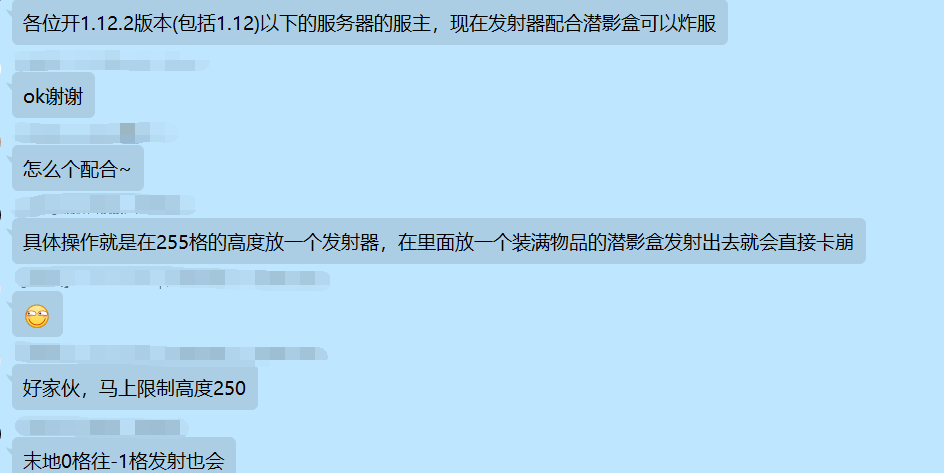 各位开1.12.2版本(包括1.12)以下的服务器的服主，现在发射器配合潜影盒可以炸服
ok谢谢
怎么个配合~
具体操作就是在255格的高度放一个发射器，在里面放一个装满物品的潜影盒发射出去就会直接卡崩
好家伙，马上限制高度250
末地0格往-1格发射也会